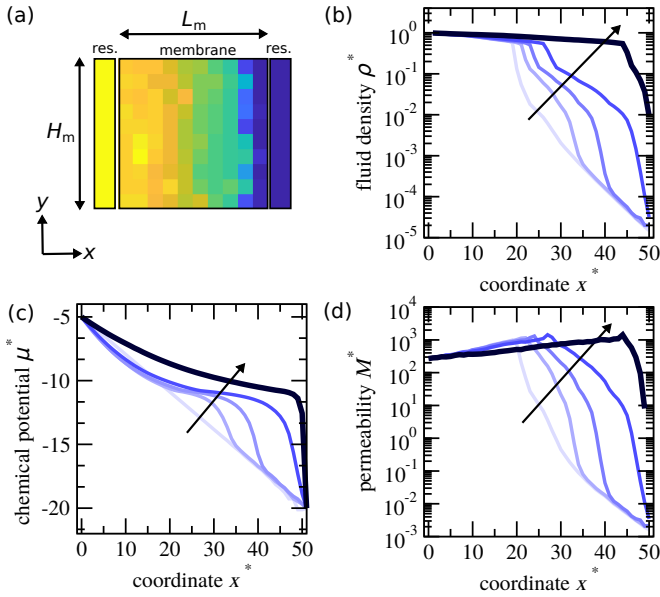 (a)
L_m
res. membrane res.
H_m
y
x
(b)
fluid density ρ*
10^0
10^-1
10^-2
10^-3
10^-4
10^-5
0 10 20 30 40 50
coordinate x*
(c)
chemical potential μ*
-5
-10
-15
-20
0 10 20 30 40 50
coordinate x*
(d)
permeability M*
10^4
10^3
10^2
10^1
10^0
10^-1
10^-2
10^-3
0 10 20 30 40 50
coordinate x*